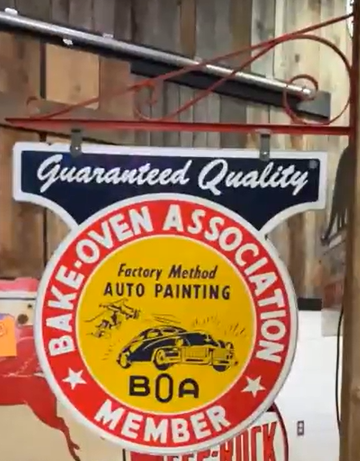 Guaranteed Quality
BAKE-OVEN ASSOCIATION
Factory Method
AUTO PAINTING
BOA
MEMBER